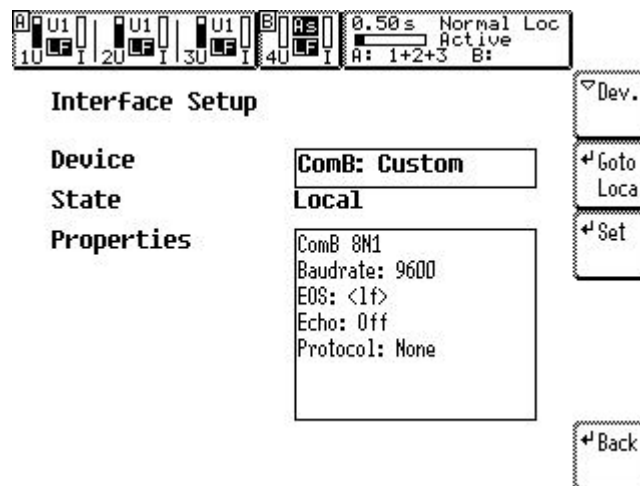 A U1 U1 U1 B As 0.50 s Normal Loc
LF LF LF LF Active
1U I 2U I 3U I 4U I A: 1+2+3 B:
Interface Setup
Dev.
Device ComB: Custom
Goto
Loca
State Local
Set
Properties
ComB 8N1
Baudrate: 9600
EOS: <lf>
Echo: Off
Protocol: None
Back